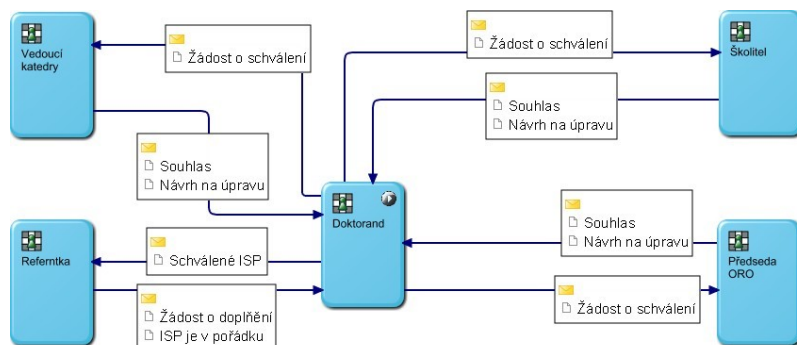 Vedoucí
katedry
Žádost o schválení
Žádost o schválení
Školitel
Souhlas
Návrh na úpravu
Souhlas
Návrh na úpravu
Doktorand
Souhlas
Návrh na úpravu
Referntka
Schválené ISP
Předseda
ORO
Žádost o doplňění
ISP je v pořádku
Žádost o schválení